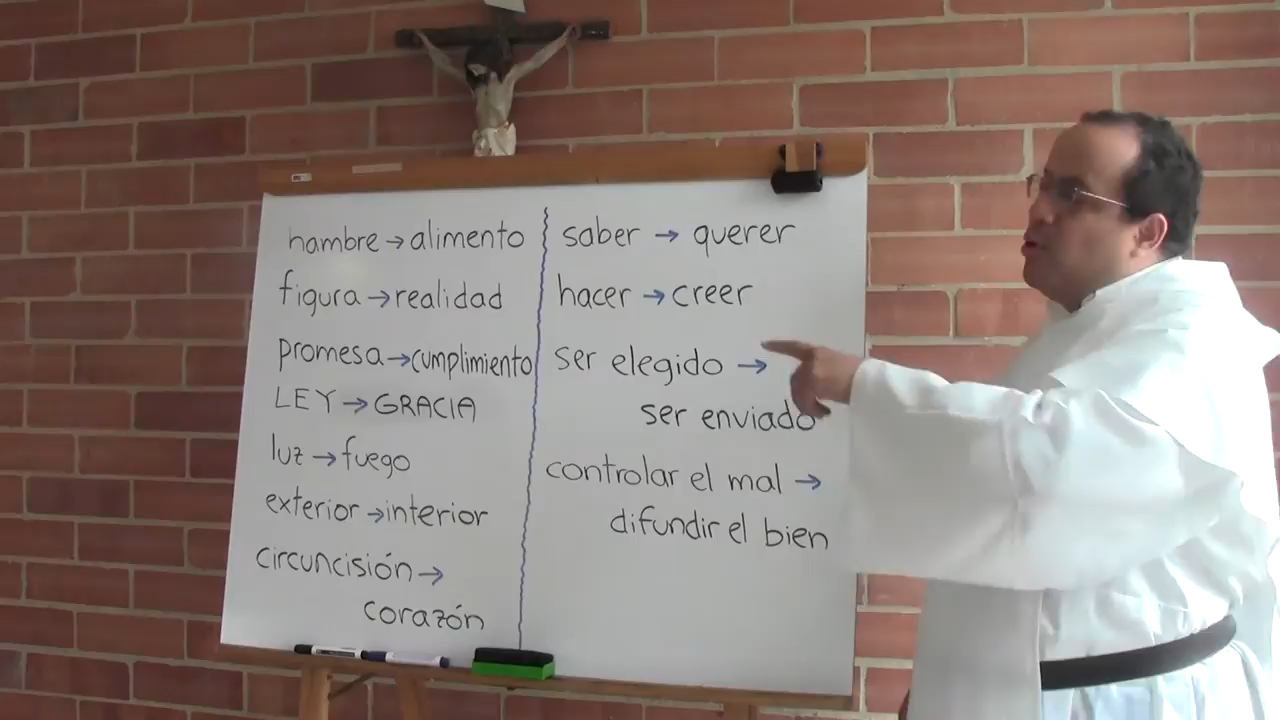 hambre → alimento
figura → realidad
promesa → cumplimiento
LEY → GRACIA
luz → fuego
exterior → interior
circuncisión →
corazón
saber → querer
hacer → creer
ser elegido →
ser enviado
controlar el mal →
difundir el bien